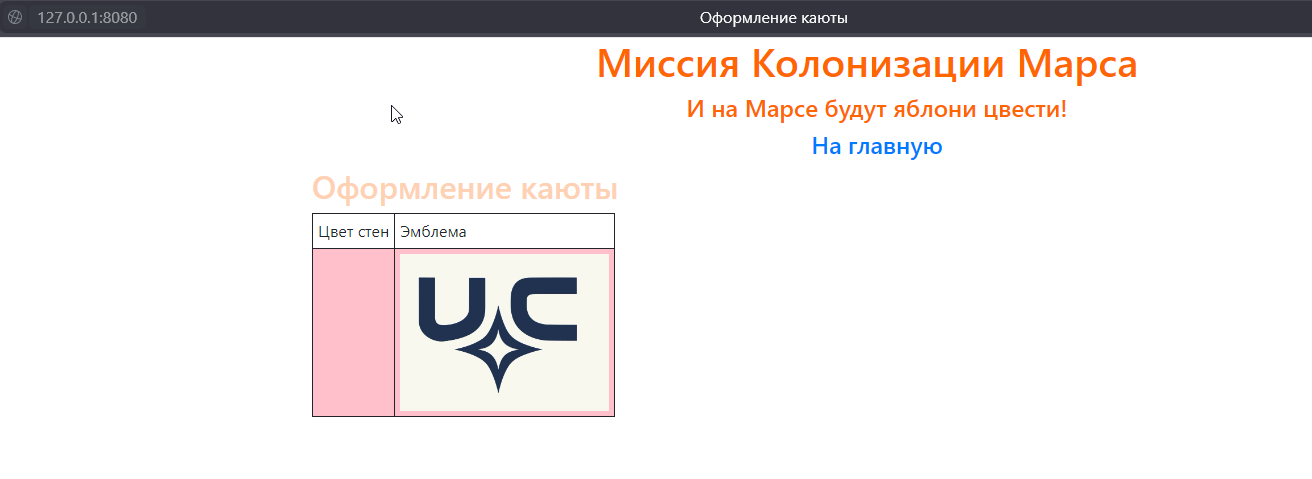 127.0.0.1:8080 Оформление каюты
Миссия Колонизации Марса
И на Марсе будут яблони цвести!
На главную
Оформление каюты
Цвет стен Эмблема
UC